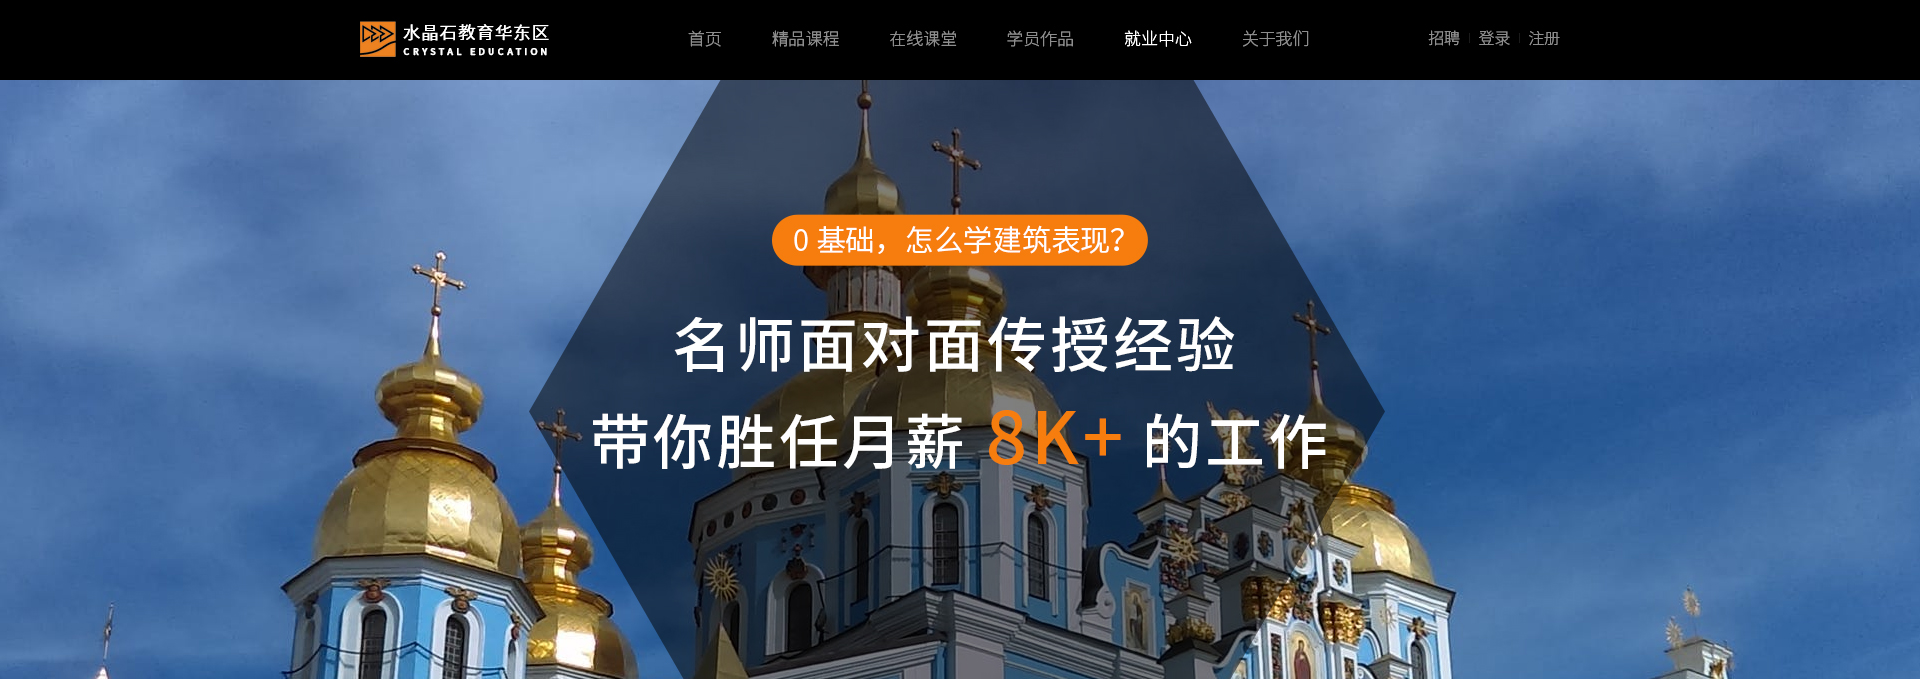 水晶石教育华东区
CRYSTAL EDUCATION
首页 精品课程 在线课堂 学员作品 就业中心 关于我们 招聘 登录 注册
0 基础，怎么学建筑表现？
名师面对面传授经验
带你胜任月薪 8K+ 的工作